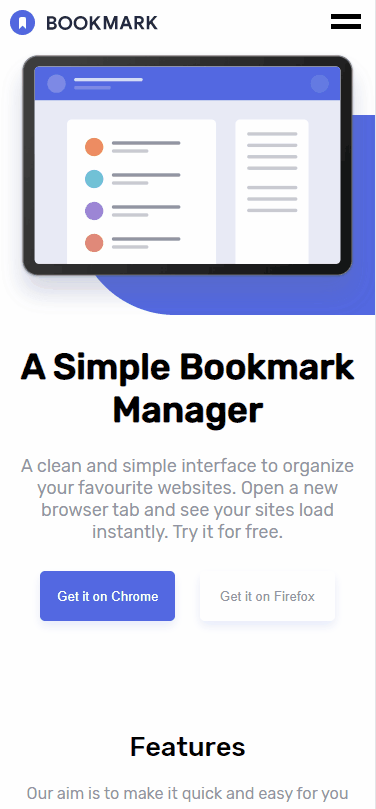 BOOKMARK
A Simple Bookmark
Manager
A clean and simple interface to organize
your favourite websites. Open a new
browser tab and see your sites load
instantly. Try it for free.
Get it on Chrome
Get it on Firefox
Features
Our aim is to make it quick and easy for you